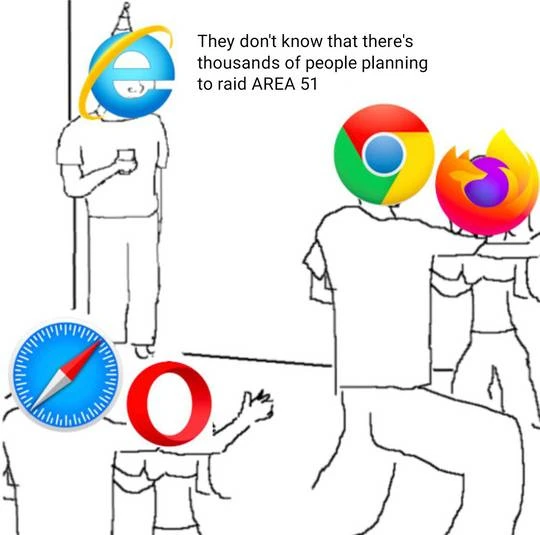 They don't know that there's
thousands of people planning
to raid AREA 51